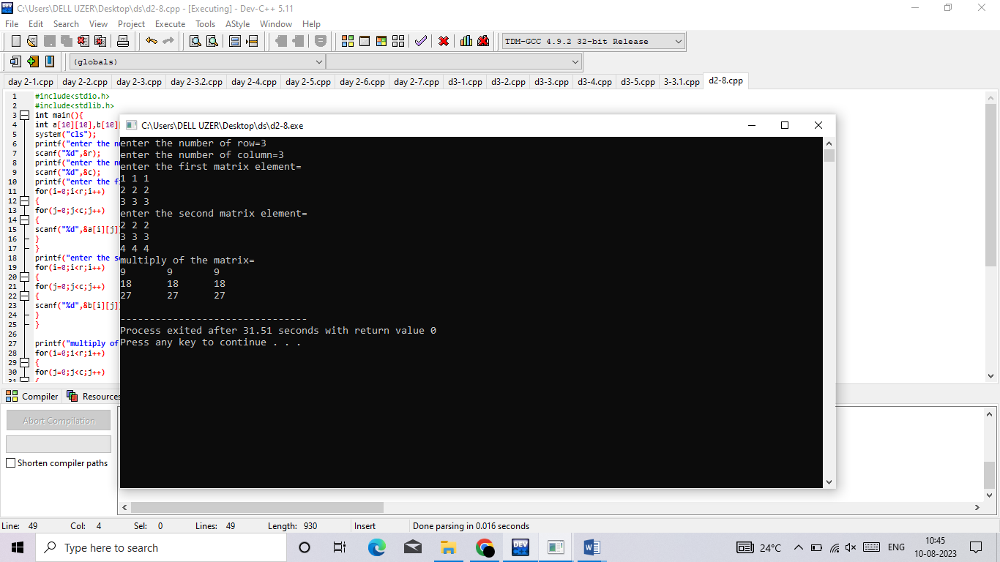 C:\Users\DELL UZER\Desktop\ds\d2-8.cpp - [Executing] - Dev-C++ 5.11
File Edit Search View Project Execute Tools AStyle Window Help
TDM-GCC 4.9.2 32-bit Release
(globals)
day 2-1.cpp day 2-2.cpp day 2-3.cpp day 2-3.2.cpp day 2-4.cpp day 2-5.cpp day 2-6.cpp day 2-7.cpp d3-1.cpp d3-2.cpp d3-3.cpp d3-4.cpp d3-5.cpp 3-3.1.cpp d2-8.cpp
1 #include<stdio.h>
2 #include<stdlib.h>
3 int main(){
4 int a[10][10],b[10]
5 system("cls");
6 printf("enter the n
7 scanf("%d",&r);
8 printf("enter the n
9 scanf("%d",&c);
10 printf("enter the f
11 for(i=0;i<r;i++)
12 {
13 for(j=0;j<c;j++)
14 {
15 scanf("%d",&a[i][j]
16 }
17 }
18 printf("enter the s
19 for(i=0;i<r;i++)
20 {
21 for(j=0;j<c;j++)
22 {
23 scanf("%d",&b[i][j]
24 }
25 }
26
27 printf("multiply of
28 for(i=0;i<r;i++)
29 {
30 for(j=0;j<c;j++)
31 {
C:\Users\DELL UZER\Desktop\ds\d2-8.exe
enter the number of row=3
enter the number of column=3
enter the first matrix element=
1 1 1
2 2 2
3 3 3
enter the second matrix element=
2 2 2
3 3 3
4 4 4
multiply of the matrix=
9 9 9
18 18 18
27 27 27
--------------------------------
Process exited after 31.51 seconds with return value 0
Press any key to continue . . .
Compiler Resources
Abort Compilation
Shorten compiler paths
Line: 49 Col: 4 Sel: 0 Lines: 49 Length: 930 Insert Done parsing in 0.016 seconds
Type here to search
24°C ENG 10:45
10-08-2023